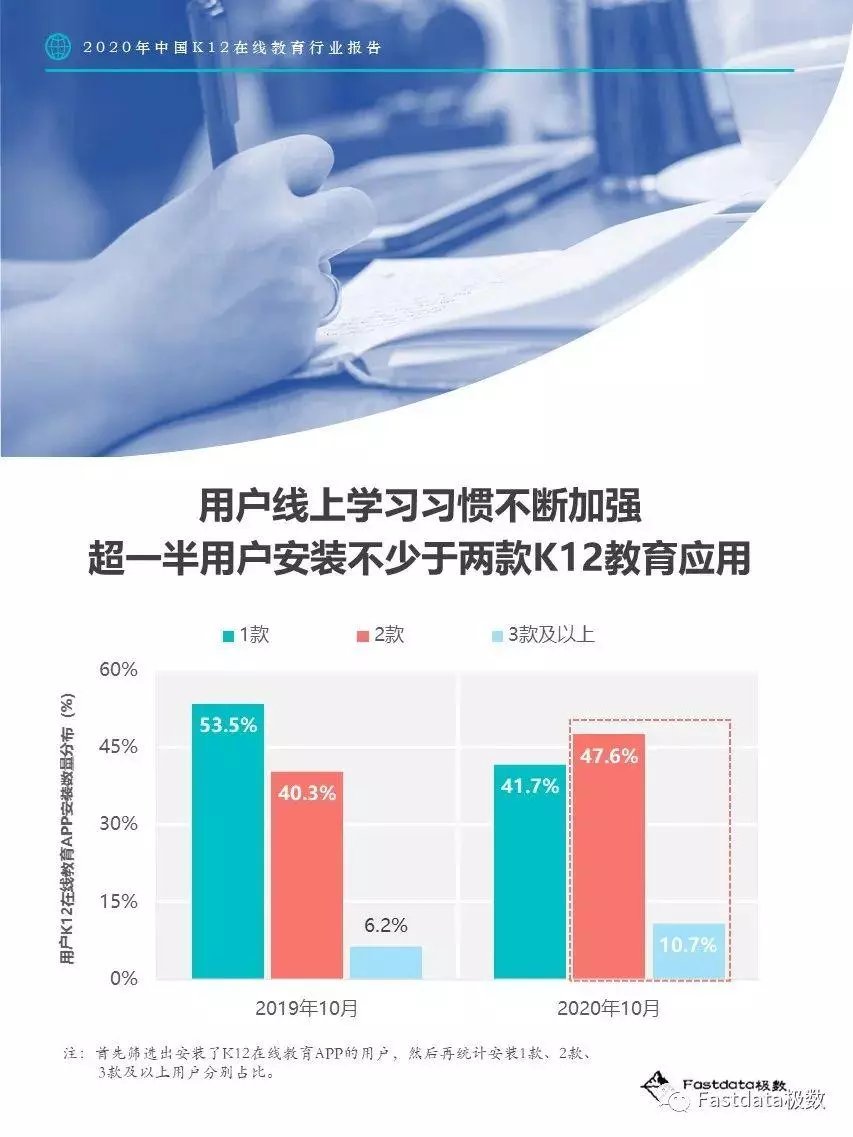 2020年中国K12在线教育行业报告
用户线上学习习惯不断加强
超一半用户安装不少于两款K12教育应用
1款 2款 3款及以上
用户K12在线教育APP安装数量分布（%）
60%
45%
30%
15%
0%
53.5%
40.3%
6.2%
41.7%
47.6%
10.7%
2019年10月 2020年10月
注：首先筛选出安装了K12在线教育APP的用户，然后再统计安装1款、2款、
3款及以上用户分别占比。
Fastdata极数
Fastdata极数